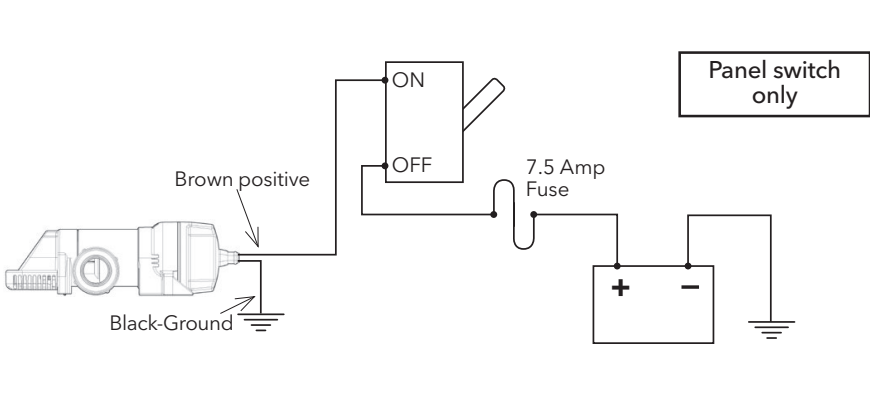 Panel switch
only
ON
OFF
7.5 Amp
Fuse
Brown positive
Black-Ground
+ −